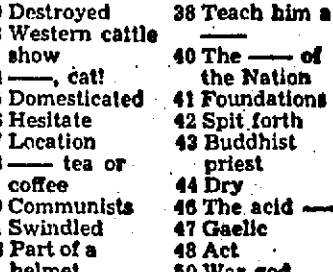 Destroyed
Western cattle
show
——, cat!
Domesticated
Hesitate
Location
—— tea or
coffee
Communists
Swindled
Part of a
helmet
38 Teach him a
——
40 The —— of
the Nation
41 Foundations
42 Spit forth
43 Buddhist
priest
44 Dry
46 The acid ——
47 Gaelic
48 Act
50 War god